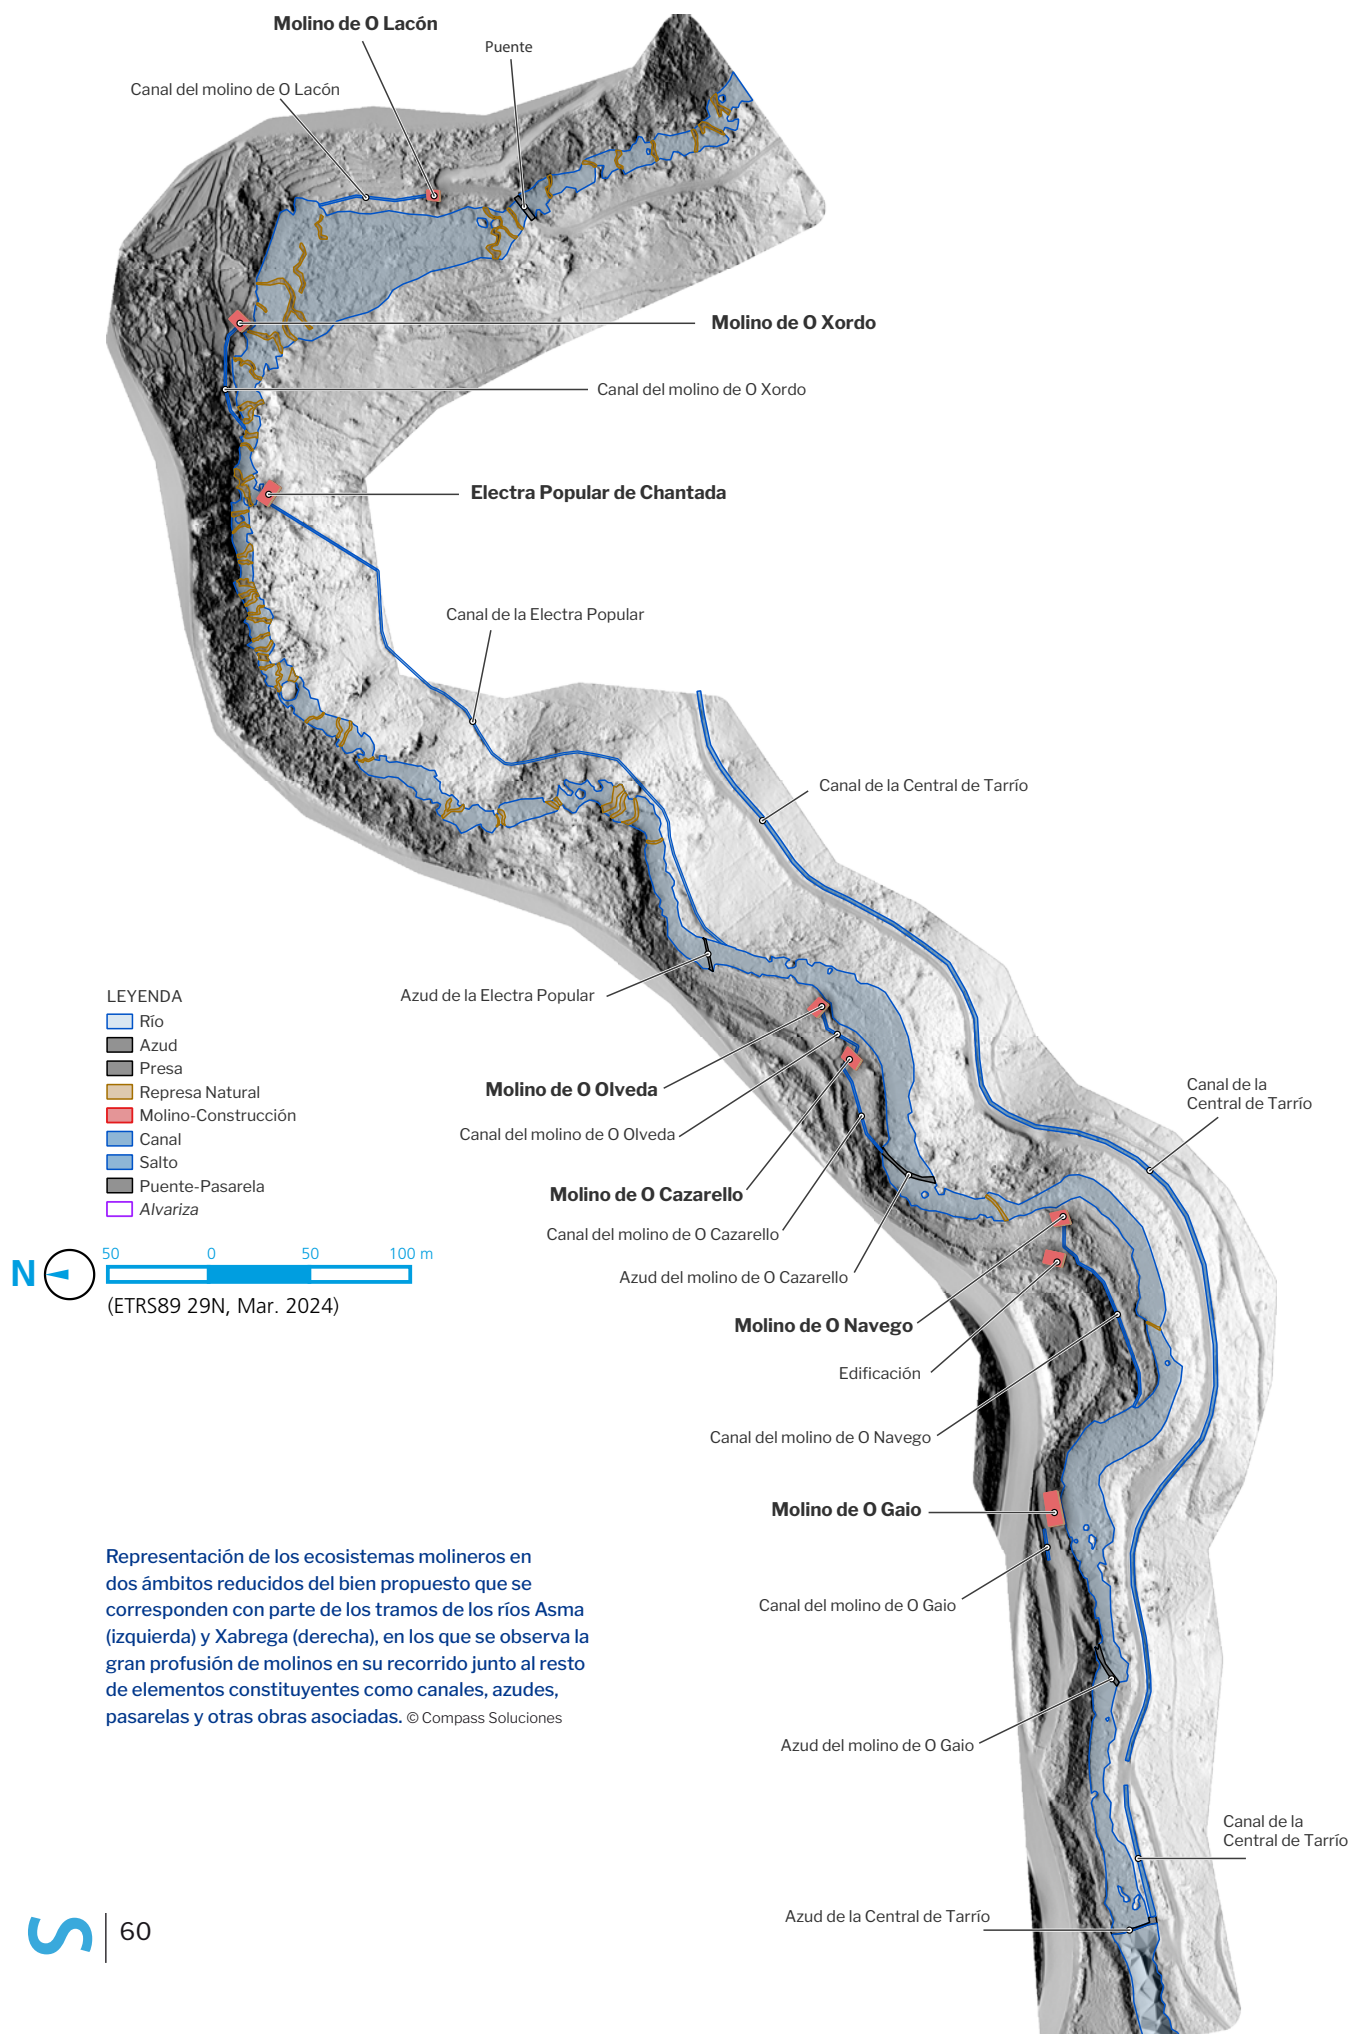 Molino de O Lacón
Puente
Canal del molino de O Lacón
Molino de O Xordo
Canal del molino de O Xordo
Electra Popular de Chantada
Canal de la Electra Popular
Canal de la Central de Tarrío
Azud de la Electra Popular
LEYENDA
Río
Azud
Presa
Represa Natural
Molino-Construcción
Canal
Salto
Puente-Pasarela
Alvariza
Molino de O Olveda
Canal del molino de O Olveda
Canal de la
Central de Tarrío
Molino de O Cazarello
Canal del molino de O Cazarello
Azud del molino de O Cazarello
N
50 0 50 100 m
(ETRS89 29N, Mar. 2024)
Molino de O Navego
Edificación
Canal del molino de O Navego
Molino de O Gaio
Canal del molino de O Gaio
Representación de los ecosistemas molineros en
dos ámbitos reducidos del bien propuesto que se
corresponden con parte de los tramos de los ríos Asma
(izquierda) y Xabrega (derecha), en los que se observa la
gran profusión de molinos en su recorrido junto al resto
de elementos constituyentes como canales, azudes,
pasarelas y otras obras asociadas. © Compass Soluciones
Azud del molino de O Gaio
Canal de la
Central de Tarrío
Azud de la Central de Tarrío
60